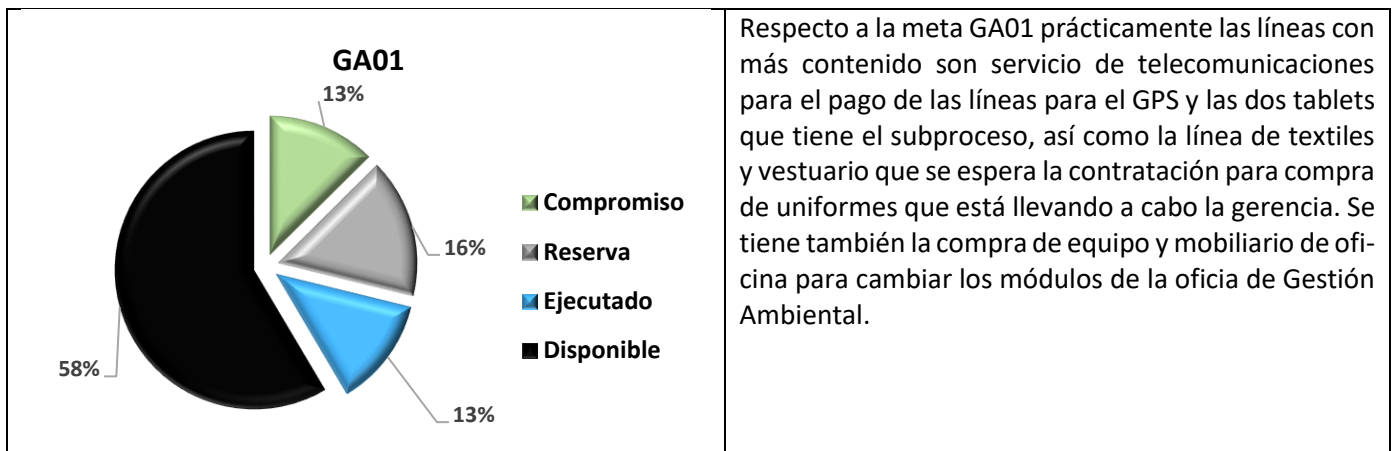 GA01
13%
16%
13%
58%
Compromiso
Reserva
Ejecutado
Disponible
Respecto a la meta GA01 prácticamente las líneas con
más contenido son servicio de telecomunicaciones
para el pago de las líneas para el GPS y las dos tablets
que tiene el subproceso, así como la línea de textiles
y vestuario que se espera la contratación para compra
de uniformes que está llevando a cabo la gerencia. Se
tiene también la compra de equipo y mobiliario de ofi-
cina para cambiar los módulos de la oficia de Gestión
Ambiental.